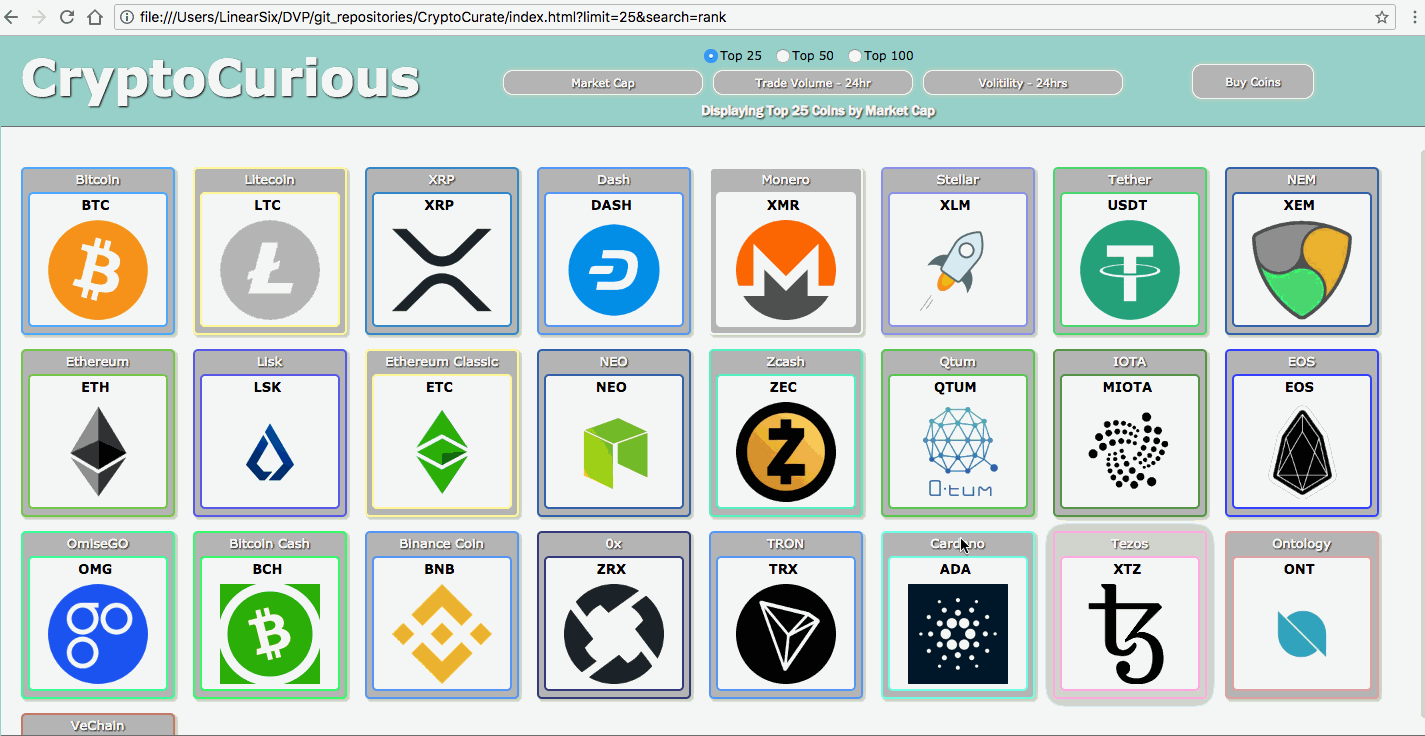 file:///Users/LinearSix/DVP/git_repositories/CryptoCurate/index.html?limit=25&search=rank
CryptoCurious
Top 25 Top 50 Top 100
Market Cap Trade Volume - 24hr Volitility - 24hrs Buy Coins
Displaying Top 25 Coins by Market Cap
Bitcoin Litecoin XRP Dash Monero Stellar Tether NEM
BTC LTC XRP DASH XMR XLM USDT XEM
Ethereum Lisk Ethereum Classic NEO Zcash Qtum IOTA EOS
ETH LSK ETC NEO ZEC QTUM MIOTA EOS
Qtum
OmiseGO Bitcoin Cash Binance Coin 0x TRON Cardano Tezos Ontology
OMG BCH BNB ZRX TRX ADA XTZ ONT
VeChain